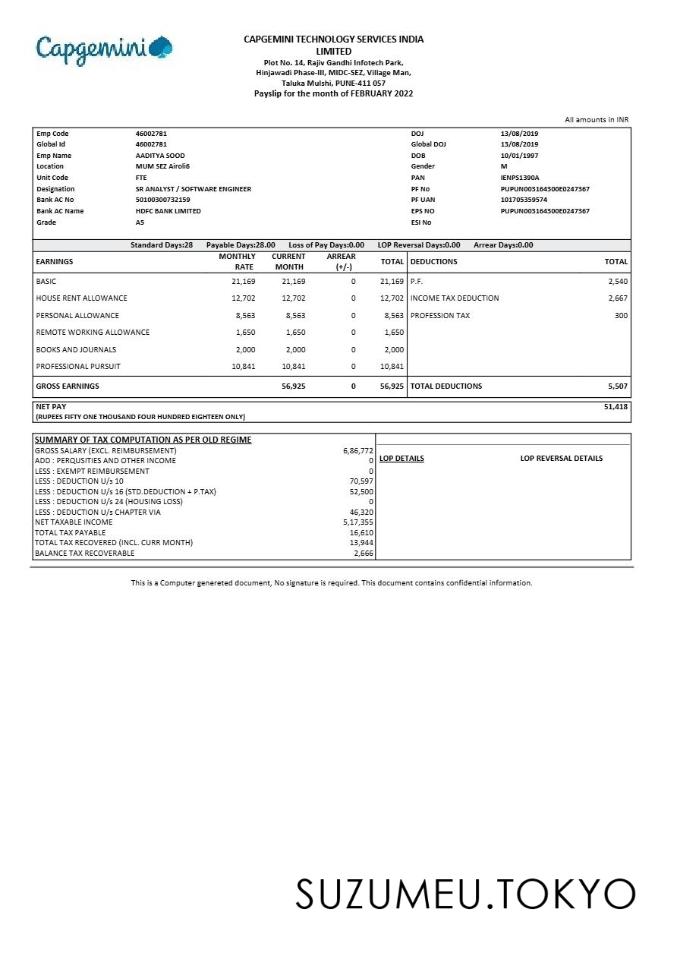 Capgemini
CAPGEMINI TECHNOLOGY SERVICES INDIA
LIMITED
Plot No. 14, Rajiv Gandhi Infotech Park,
Hinjawadi Phase-III, MIDC-SEZ, Village Man,
Taluka Mulshi, PUNE-411 057
Payslip for the month of FEBRUARY 2022
All amounts in INR
Emp Code 46002781 DOJ 13/08/2019
Global Id 46002781 Global DOJ 13/08/2019
Emp Name AADITYA SOOD DOB 10/01/1997
Location MUM SEZ Airoli6 Gender M
Unit Code FTE PAN IENPS1390A
Designation SR ANALYST / SOFTWARE ENGINEER PF No PUPUN003164500E0247567
Bank AC No 50100300732159 PF UAN 101705359574
Bank AC Name HDFC BANK LIMITED EPS NO PUPUN003164500E0247567
Grade A5 ESI No
Standard Days:28 Payable Days:28.00 Loss of Pay Days:0.00 LOP Reversal Days:0.00 Arrear Days:0.00
EARNINGS MONTHLY RATE CURRENT MONTH ARREAR (+/-) TOTAL DEDUCTIONS TOTAL
BASIC 21,169 21,169 0 21,169 P.F. 2,540
HOUSE RENT ALLOWANCE 12,702 12,702 0 12,702 INCOME TAX DEDUCTION 2,667
PERSONAL ALLOWANCE 8,563 8,563 0 8,563 PROFESSION TAX 300
REMOTE WORKING ALLOWANCE 1,650 1,650 0 1,650
BOOKS AND JOURNALS 2,000 2,000 0 2,000
PROFESSIONAL PURSUIT 10,841 10,841 0 10,841
GROSS EARNINGS 56,925 0 56,925 TOTAL DEDUCTIONS 5,507
NET PAY 51,418
(RUPEES FIFTY ONE THOUSAND FOUR HUNDRED EIGHTEEN ONLY)
SUMMARY OF TAX COMPUTATION AS PER OLD REGIME
GROSS SALARY (EXCL. REIMBURSEMENT) 6,86,772
ADD : PERQUSITIES AND OTHER INCOME 0 LOP DETAILS LOP REVERSAL DETAILS
LESS : EXEMPT REIMBURSEMENT 0
LESS : DEDUCTION U/s 10 70,597
LESS : DEDUCTION U/s 16 (STD.DEDUCTION + P.TAX) 52,500
LESS : DEDUCTION U/s 24 (HOUSING LOSS) 0
LESS : DEDUCTION U/s CHAPTER VIA 46,320
NET TAXABLE INCOME 5,17,355
TOTAL TAX PAYABLE 16,610
TOTAL TAX RECOVERED (INCL. CURR MONTH) 13,944
BALANCE TAX RECOVERABLE 2,666
This is a Computer genereted document, No signature is required. This document contains confidential information.
SUZUMEU.TOKYO